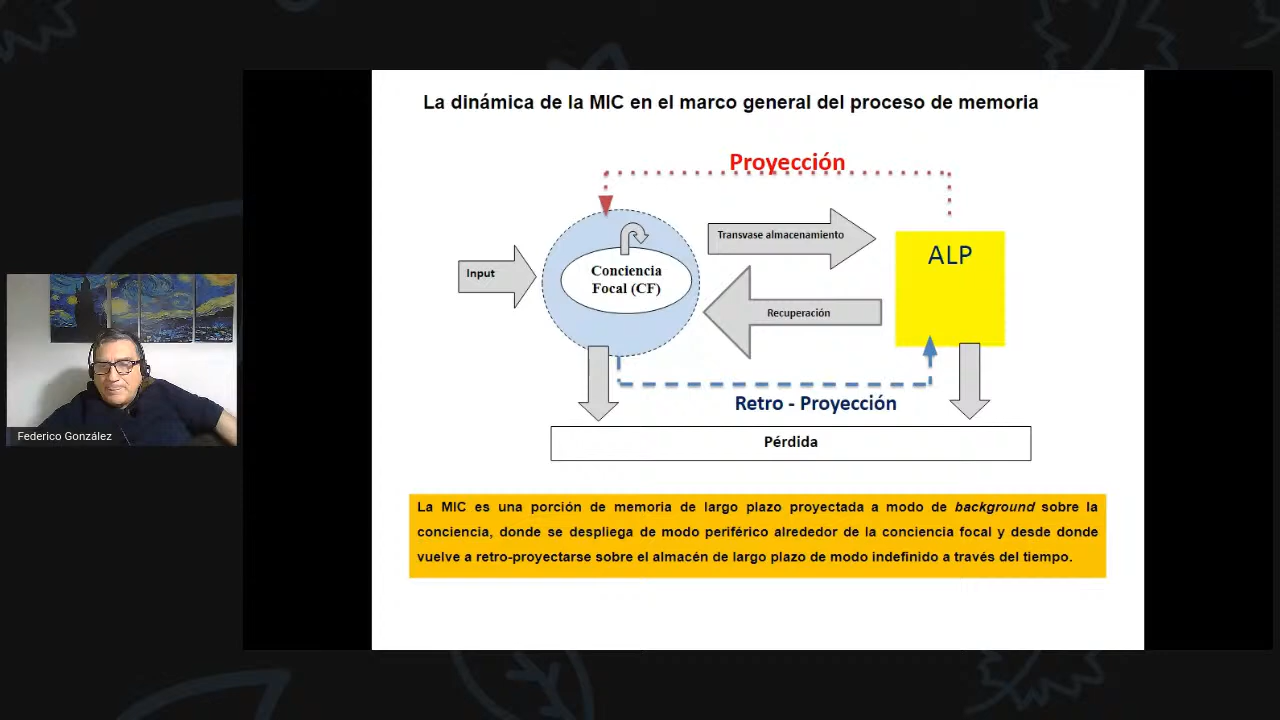 La dinámica de la MIC en el marco general del proceso de memoria
Proyección
Transvase almacenamiento
ALP
Input
Conciencia
Focal (CF)
Recuperación
Retro - Proyección
Pérdida
Federico González
La MIC es una porción de memoria de largo plazo proyectada a modo de background sobre la
conciencia, donde se despliega de modo periférico alrededor de la conciencia focal y desde donde
vuelve a retro-proyectarse sobre el almacén de largo plazo de modo indefinido a través del tiempo.